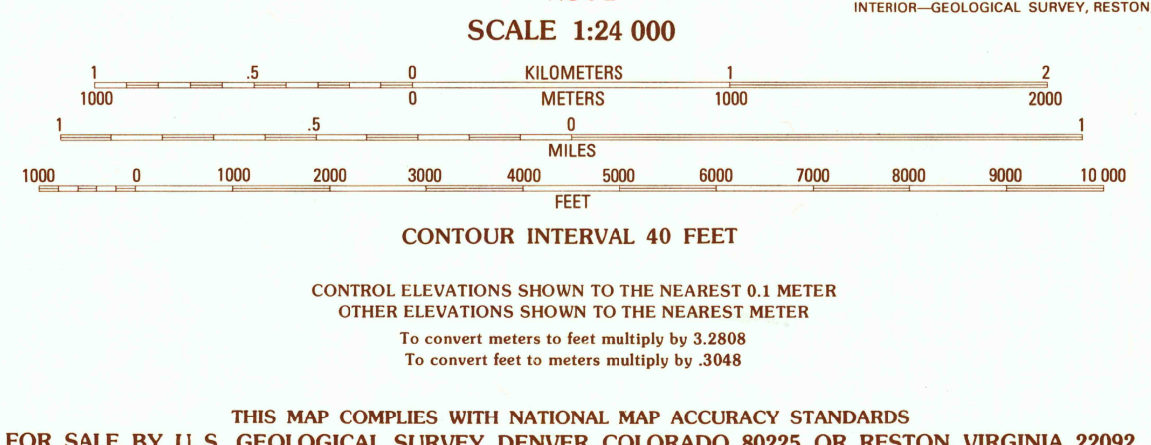 INTERIOR—GEOLOGICAL SURVEY, RESTON
SCALE 1:24 000
1 .5 0 KILOMETERS 1 2
1000 0 METERS 1000 2000
1 .5 0 1
MILES
1000 0 1000 2000 3000 4000 5000 6000 7000 8000 9000 10 000
FEET
CONTOUR INTERVAL 40 FEET
CONTROL ELEVATIONS SHOWN TO THE NEAREST 0.1 METER
OTHER ELEVATIONS SHOWN TO THE NEAREST METER
To convert meters to feet multiply by 3.2808
To convert feet to meters multiply by .3048
THIS MAP COMPLIES WITH NATIONAL MAP ACCURACY STANDARDS
FOR SALE BY U. S. GEOLOGICAL SURVEY, DENVER, COLORADO 80225, OR RESTON, VIRGINIA 22092